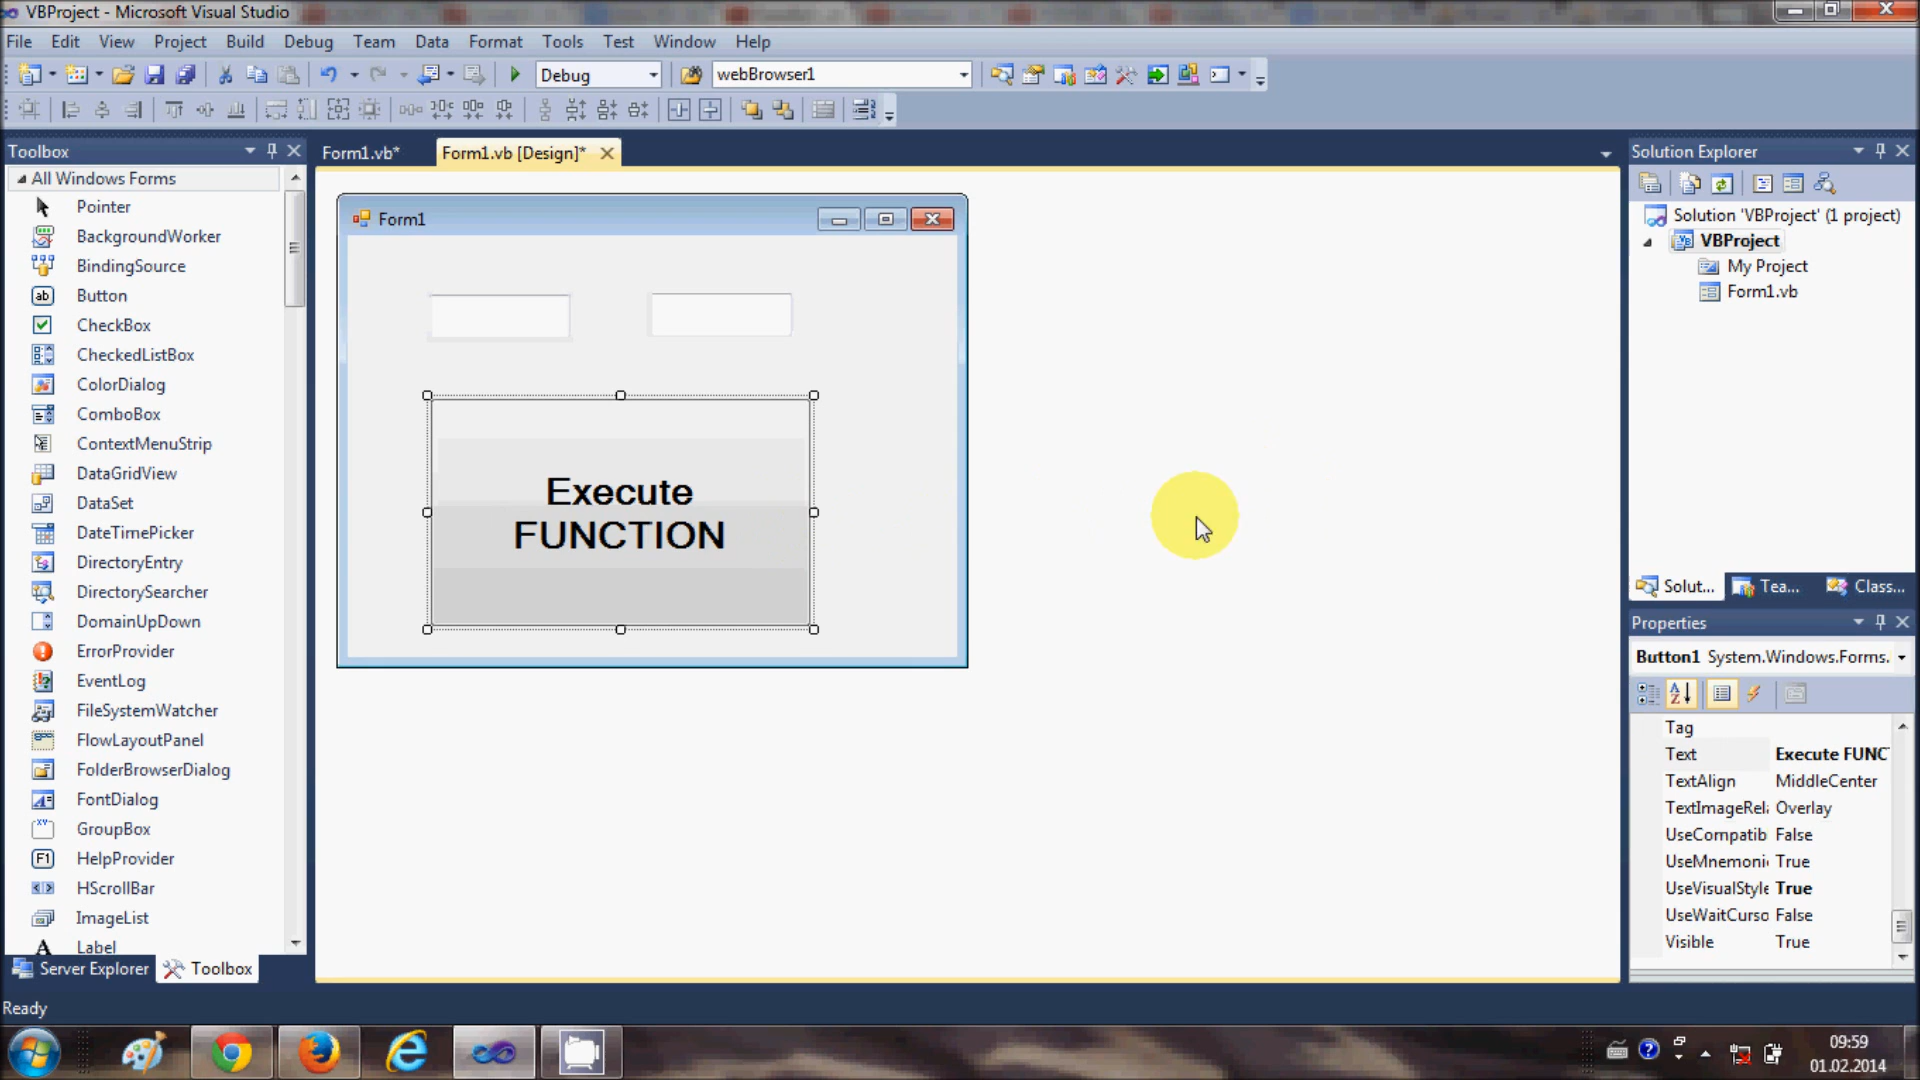 VBProject - Microsoft Visual Studio
File Edit View Project Build Debug Team Data Format Tools Test Window Help
Debug webBrowser1
Toolbox
All Windows Forms
Pointer
BackgroundWorker
BindingSource
ab Button
CheckBox
CheckedListBox
ColorDialog
ComboBox
ContextMenuStrip
DataGridView
DataSet
DateTimePicker
DirectoryEntry
DirectorySearcher
DomainUpDown
ErrorProvider
EventLog
FileSystemWatcher
FlowLayoutPanel
FolderBrowserDialog
FontDialog
GroupBox
HelpProvider
HScrollBar
ImageList
A Label
Server Explorer Toolbox
Form1.vb* Form1.vb [Design]*
Form1
Execute
FUNCTION
Solution Explorer
Solution 'VBProject' (1 project)
VBProject
My Project
Form1.vb
Solut... Tea... Class...
Properties
Button1 System.Windows.Forms.
Tag
Text Execute FUNC
TextAlign MiddleCenter
TextImageRel Overlay
UseCompatib False
UseMnemoni True
UseVisualStyle True
UseWaitCurso False
Visible True
Ready
09:59
01.02.2014